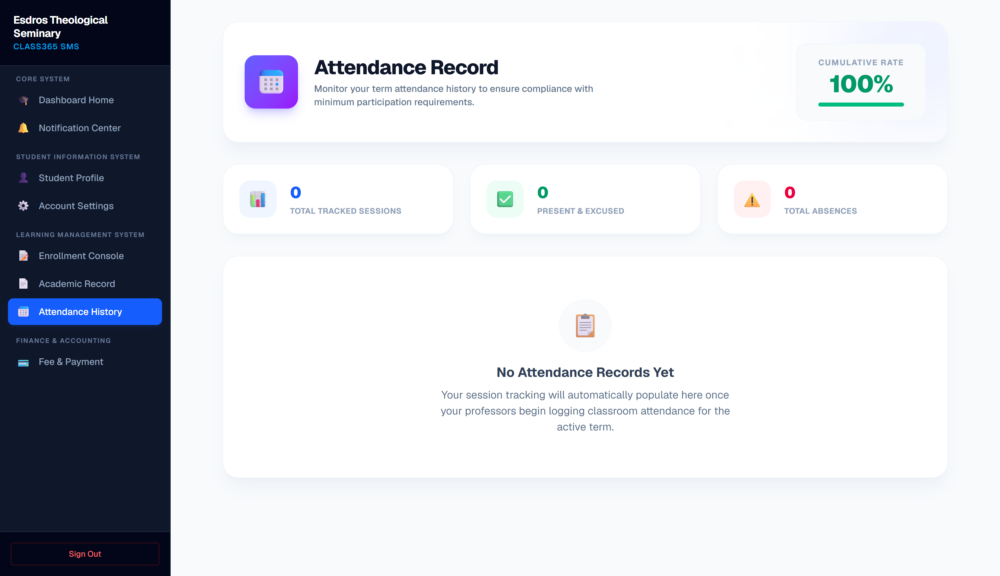 Esdros Theological
Seminary
CLASS365 SMS
CORE SYSTEM
Dashboard Home
Notification Center
STUDENT INFORMATION SYSTEM
Student Profile
Account Settings
LEARNING MANAGEMENT SYSTEM
Enrollment Console
Academic Record
Attendance History
FINANCE & ACCOUNTING
Fee & Payment
Sign Out
Attendance Record
Monitor your term attendance history to ensure compliance with
minimum participation requirements.
CUMULATIVE RATE
100%
0
TOTAL TRACKED SESSIONS
0
PRESENT & EXCUSED
0
TOTAL ABSENCES
No Attendance Records Yet
Your session tracking will automatically populate here once
your professors begin logging classroom attendance for the
active term.